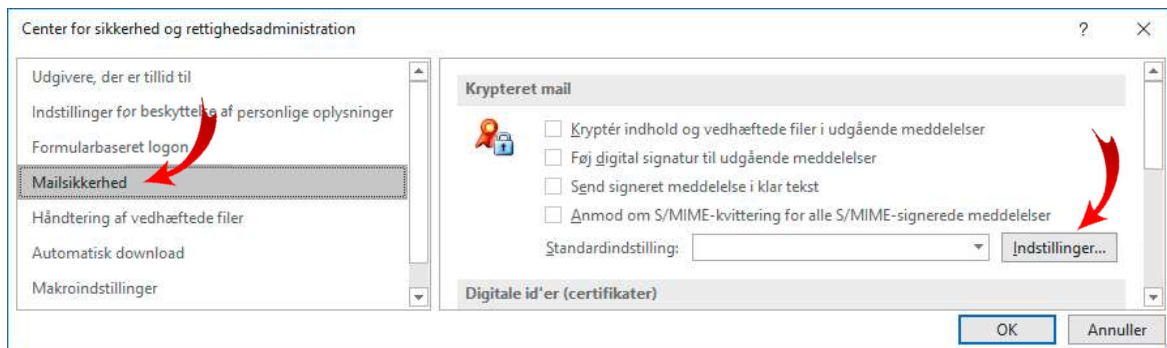 Center for sikkerhed og rettighedsadministration
?
Udgivere, der er tillid til
Indstillinger for beskyttelse af personlige oplysninger
Formularbaseret logon
Mailsikkerhed
Håndtering af vedhæftede filer
Automatisk download
Makroindstillinger
Krypteret mail
Kryptér indhold og vedhæftede filer i udgående meddelelser
Føj digital signatur til udgående meddelelser
Send signeret meddelelse i klar tekst
Anmod om S/MIME-kvittering for alle S/MIME-signerede meddelelser
Standardindstilling:
Indstillinger...
Digitale id'er (certifikater)
OK
Annuller